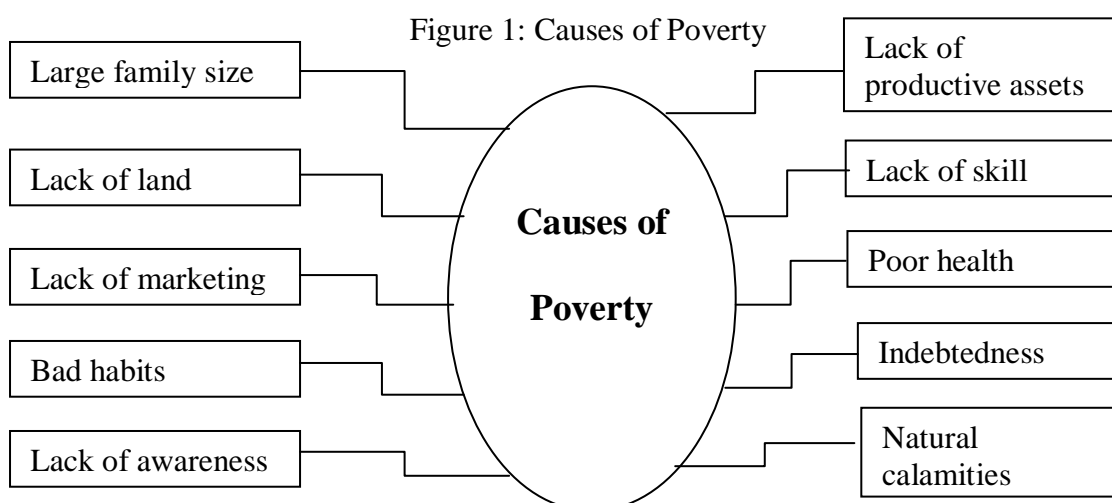 Figure 1: Causes of Poverty
Large family size
Lack of land
Lack of marketing
Bad habits
Lack of awareness
Causes of
Poverty
Lack of
productive assets
Lack of skill
Poor health
Indebtedness
Natural
calamities